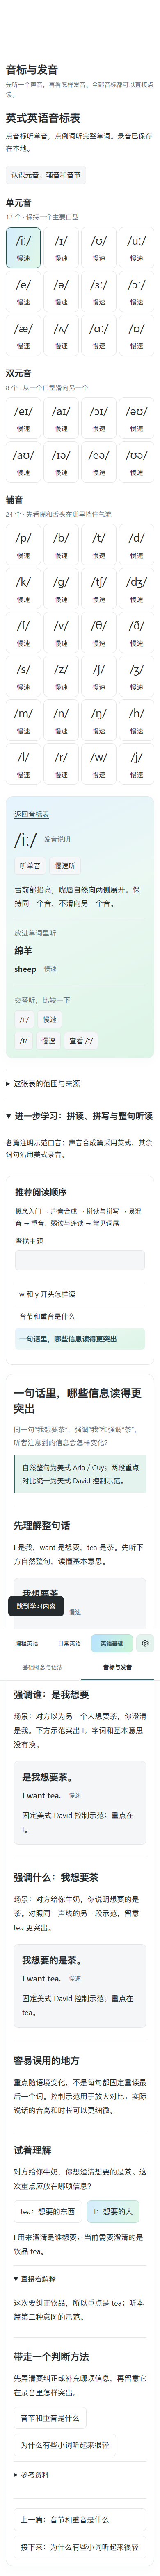 音标与发音
先听一个声音，再看怎样发音。全部音标都可以直接点
读。
英式英语音标表
点音标听单音，点例词听完整单词。录音已保存
在本地。
认识元音、辅音和音节
单元音
12 个 · 保持一个主要口型
/iː/ /ɪ/ /ʊ/ /uː/
慢速 慢速 慢速 慢速
/e/ /ə/ /ɜː/ /ɔː/
慢速 慢速 慢速 慢速
/æ/ /ʌ/ /ɑː/ /ɒ/
慢速 慢速 慢速 慢速
双元音
8 个 · 从一个口型滑向另一个
/eɪ/ /aɪ/ /ɔɪ/ /əʊ/
慢速 慢速 慢速 慢速
/aʊ/ /ɪə/ /eə/ /ʊə/
慢速 慢速 慢速 慢速
辅音
24 个 · 先看嘴和舌头在哪里挡住气流
/p/ /b/ /t/ /d/
慢速 慢速 慢速 慢速
/k/ /g/ /tʃ/ /dʒ/
慢速 慢速 慢速 慢速
/f/ /v/ /θ/ /ð/
慢速 慢速 慢速 慢速
/s/ /z/ /ʃ/ /ʒ/
慢速 慢速 慢速 慢速
/m/ /n/ /ŋ/ /h/
慢速 慢速 慢速 慢速
/l/ /r/ /w/ /j/
慢速 慢速 慢速 慢速
返回音标表
/iː/ 发音说明
听单音 慢速听
舌前部抬高，嘴唇自然向两侧展开。保
持同一个音，不滑向另一个音。
放进单词里听
绵羊
sheep 慢速
交替听，比较一下
/iː/ 慢速
/ɪ/ 慢速 查看 /ɪ/
▶ 这张表的范围与来源
▼ 进一步学习：拼读、拼写与整句听读
各篇注明示范口音；声音合成篇采用英式，其余
词句沿用美式录音。
推荐阅读顺序
概念入门 → 声音合成 → 拼读与拼写 → 易混
音 → 重音、弱读与连读 → 常见词尾
查找主题
w 和 y 开头怎样读
音节和重音是什么
一句话里，哪些信息读得更突出
一句话里，哪些信息读得更
突出
同一句“我想要茶”，强调“我”和强调“茶”，
听者注意到的信息会怎样变化？
自然整句为美式 Aria / Guy；两段重点
对比统一为美式 David 控制示范。
先理解整句话
I 是我，want 是想要，tea 是茶。先听下
方自然整句，读懂基本意思。
我想要茶
跳到学习内容
慢速
编程英语 日常英语 英语基础
基础概念与语法 音标与发音
强调谁：是我想要
场景：对方以为另一个人想要茶，你澄清
是我。下方示范突出 I；字词和基本意思
没有换。
是我想要茶。
I want tea. 慢速
固定美式 David 控制示范；重点在
I。
强调什么：我想要茶
场景：对方给你牛奶，你说明想要的是
茶。对照同一声线的另一段示范，留意
tea 更突出。
我想要的是茶。
I want tea. 慢速
固定美式 David 控制示范；重点在
tea。
容易误用的地方
重点随语境变化，不是每句都固定重读最
后一个词。控制示范用于放大对比；实际
说话的音高和时长可以更细微。
试着理解
对方给你牛奶，你想澄清想要的是茶。这
次重点应放在哪项信息？
tea：想要的东西 I：想要的人
I 用来澄清是谁想要；当前需要澄清的是
饮品 tea。
▼ 直接看解释
这次要纠正饮品，所以重点是 tea；听本
篇第二种意图的示范。
带走一个判断方法
先弄清要纠正或补充哪项信息，再留意它
在录音里怎样突出。
音节和重音是什么
为什么有些小词听起来很轻
▶ 参考资料
上一篇：音节和重音是什么
接下来：为什么有些小词听起来很轻